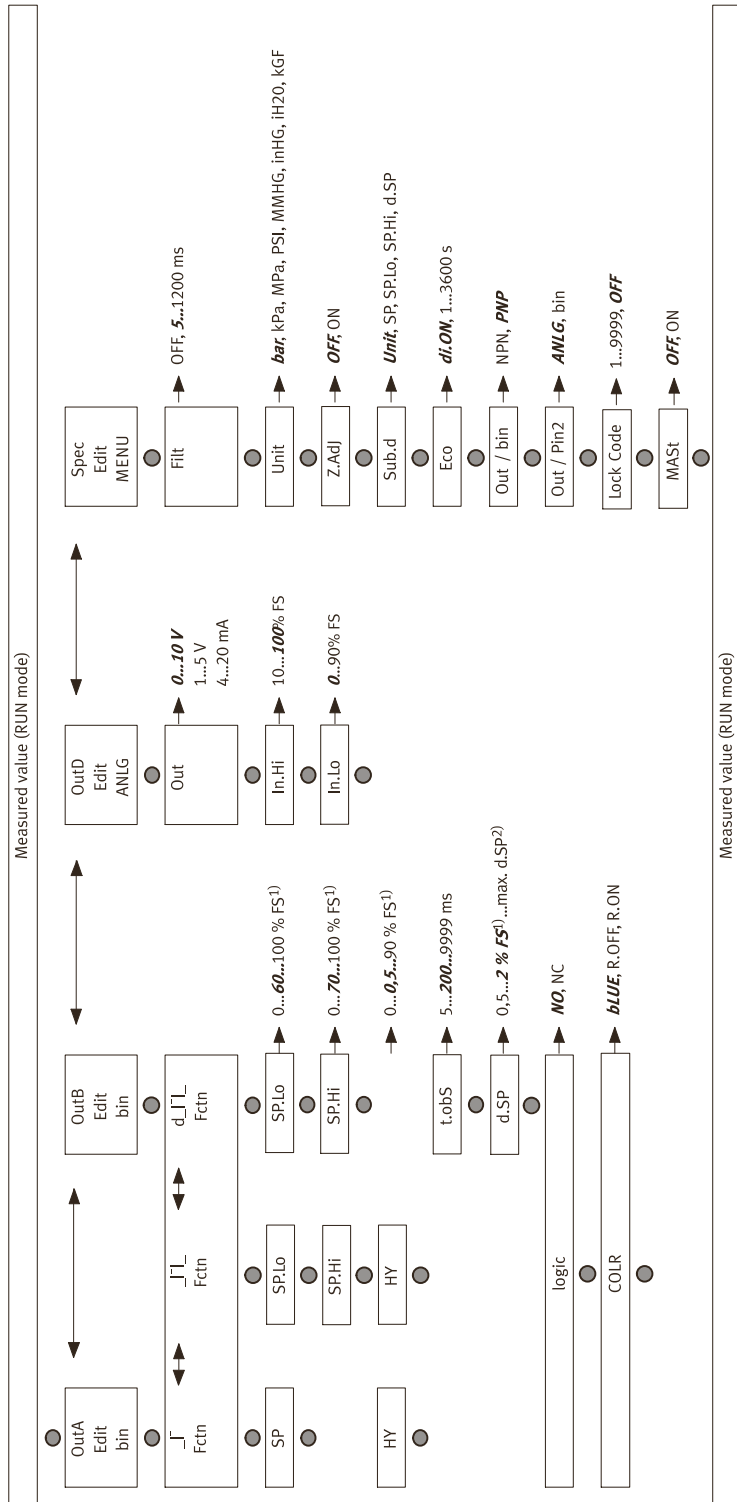 Measured value (RUN mode)
OutA
Edit
bin
OutB
Edit
bin
OutD
Edit
ANLG
Spec
Edit
MENU
_|¯
Fctn
_|¯|_
Fctn
d_|¯|_
Fctn
SP
SP.Lo
SP.Lo
0...60...100 % FS1)
SP.Hi
SP.Hi
0...70...100 % FS1)
HY
HY
0...0,5...90 % FS1)
t.obS
5...200...9999 ms
d.SP
0,5...2 % FS1)...max. d.SP2)
logic
NO, NC
COLR
bLUE, R.OFF, R.ON
Out
0...10 V
1...5 V
4...20 mA
In.Hi
10...100% FS
In.Lo
0..90% FS
Filt
OFF, 5...1200 ms
Unit
bar, kPa, MPa, PSI, MMHG, inHG, iH20, kGF
Z.AdJ
OFF, ON
Sub.d
Unit, SP, SP.Lo, SP.Hi, d.SP
Eco
di.ON, 1...3600 s
Out / bin
NPN, PNP
Out / Pin2
ANLG, bin
Lock Code
1...9999, OFF
MASt
OFF, ON
Measured value (RUN mode)